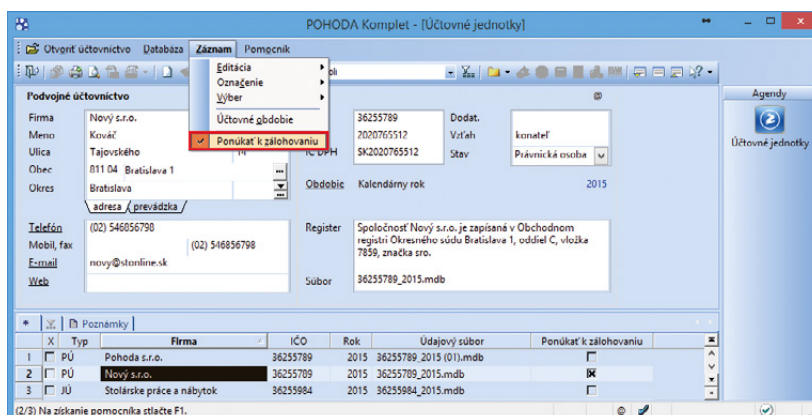 POHODA Komplet - [Účtovné jednotky]
Otvoriť účtovníctvo Databáza Záznam Pomocník
Editácia
Označenie
Výber
Účtovné obdobie
Ponúkať k zálohovaniu
Podvojné účtovníctvo @
Agendy
Účtovné jednotky
Firma Nový s.r.o. 36255789 Dodat.
Meno Kováč 2020765512 Vzťah konateľ
Ulica Tajovského 14 IČ DPH SK2020765512 Stav Právnická osoba
Obec 811 04 Bratislava 1
Okres Bratislava Obdobie Kalendárny rok 2015
adresa prevádzka
Telefón (02) 546856798 Register Spoločnosť Nový s.r.o. je zapísaná v Obchodnom
Mobil, fax (02) 546856798 registri Okresného súdu Bratislava 1, oddiel C, vložka
E-mail novy@stonline.sk 7859, značka sro.
Web Súbor 36255789_2015.mdb
* Poznámky
X Typ Firma IČO Rok Údajový súbor Ponúkať k zálohovaniu
1 PÚ Pohoda s.r.o. 36255789 2015 36255789_2015 (01).mdb
2 PÚ Nový s.r.o. 36255789 2015 36255789_2015.mdb
3 JÚ Stolárske práce a nábytok 36255984 2015 36255984_2015.mdb
(2/3) Na získanie pomocníka stlačte F1. @